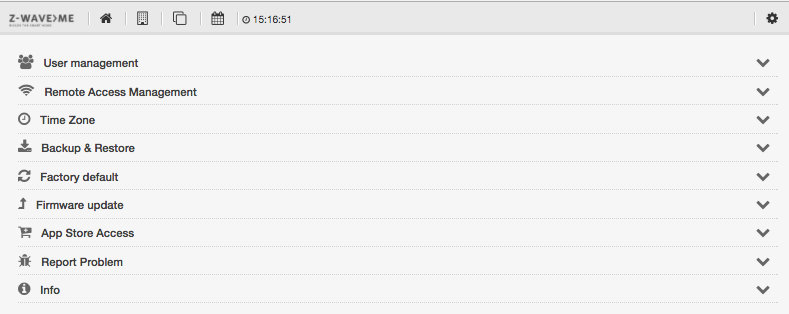 Z-WAVE>ME
15:16:51
User management
Remote Access Management
Time Zone
Backup & Restore
Factory default
Firmware update
App Store Access
Report Problem
Info